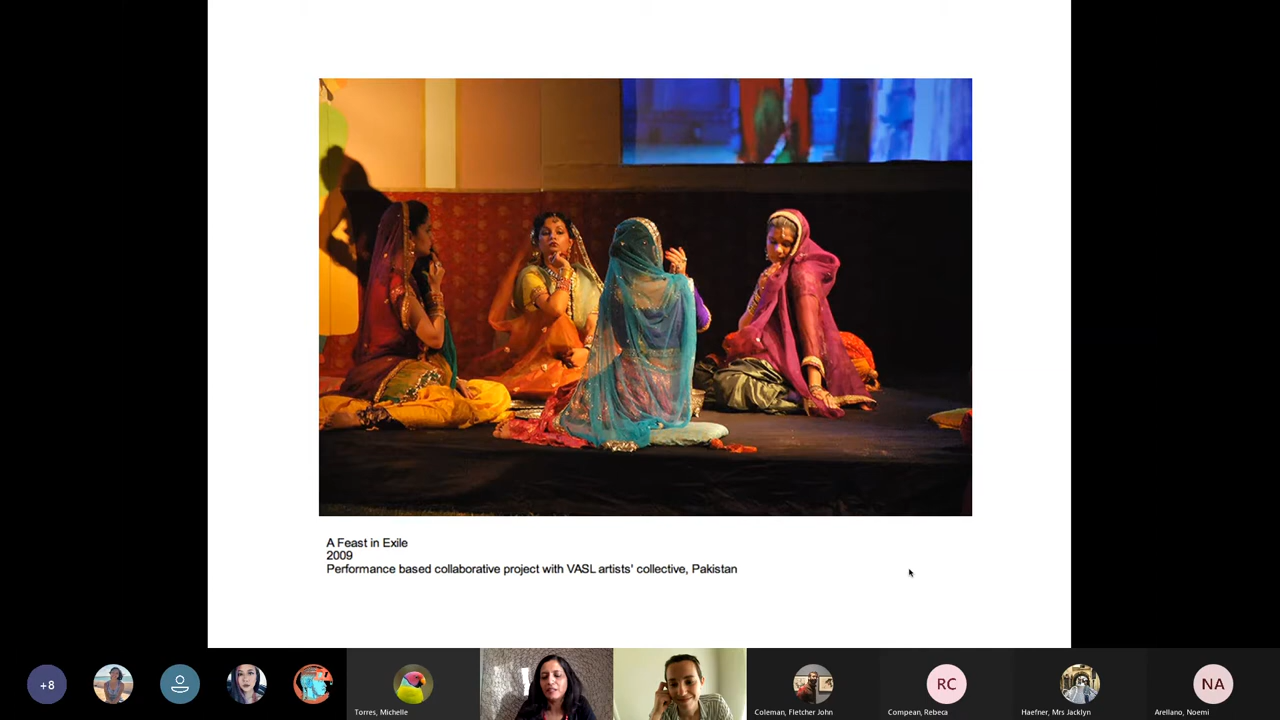 A Feast in Exile
2009
Performance based collaborative project with VASL artists' collective, Pakistan
+8
RC
NA
Torres, Michelle
Coleman, Fletcher John
Compean, Rebeca
Haefner, Mrs Jacklyn
Arellano, Noemi